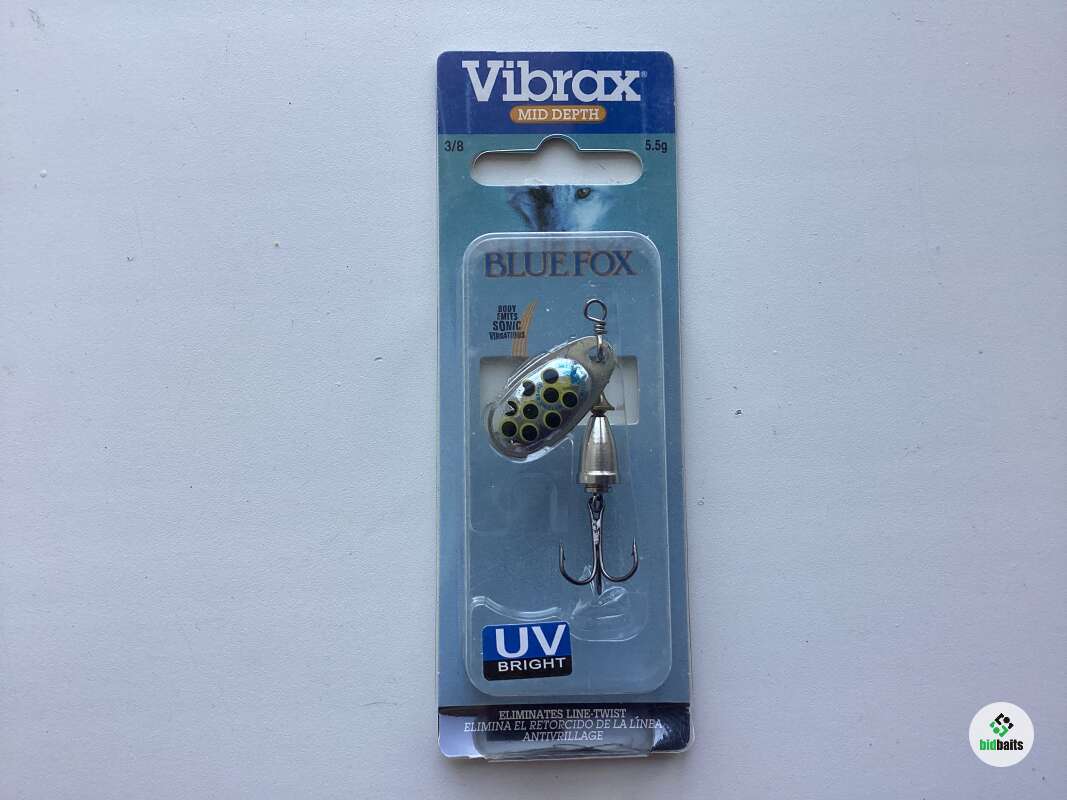 Vibrax®
MID DEPTH
3/8 5.5g
BLUE FOX
BODY
EMITS
SONIC
VIBRATIONS
UV
BRIGHT
ELIMINATES LINE-TWIST
ELIMINA EL RETORCIDO DE LA LÍNEA
ANTIVRILLAGE
bidbaits